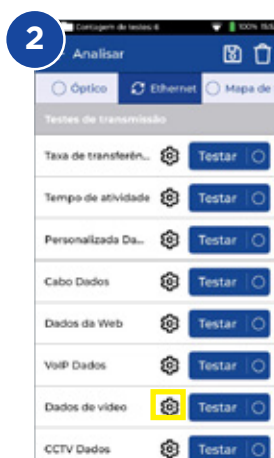 2
Contagem de testes: 6
100%
Analisar
Óptico
Ethernet
Mapa de
Testes de transmissão
Taxa de transferên... Testar
Tempo de atividade Testar
Personalizada Da... Testar
Cabo Dados Testar
Dados da Web Testar
VoIP Dados Testar
Dados de vídeo Testar
CCTV Dados Testar